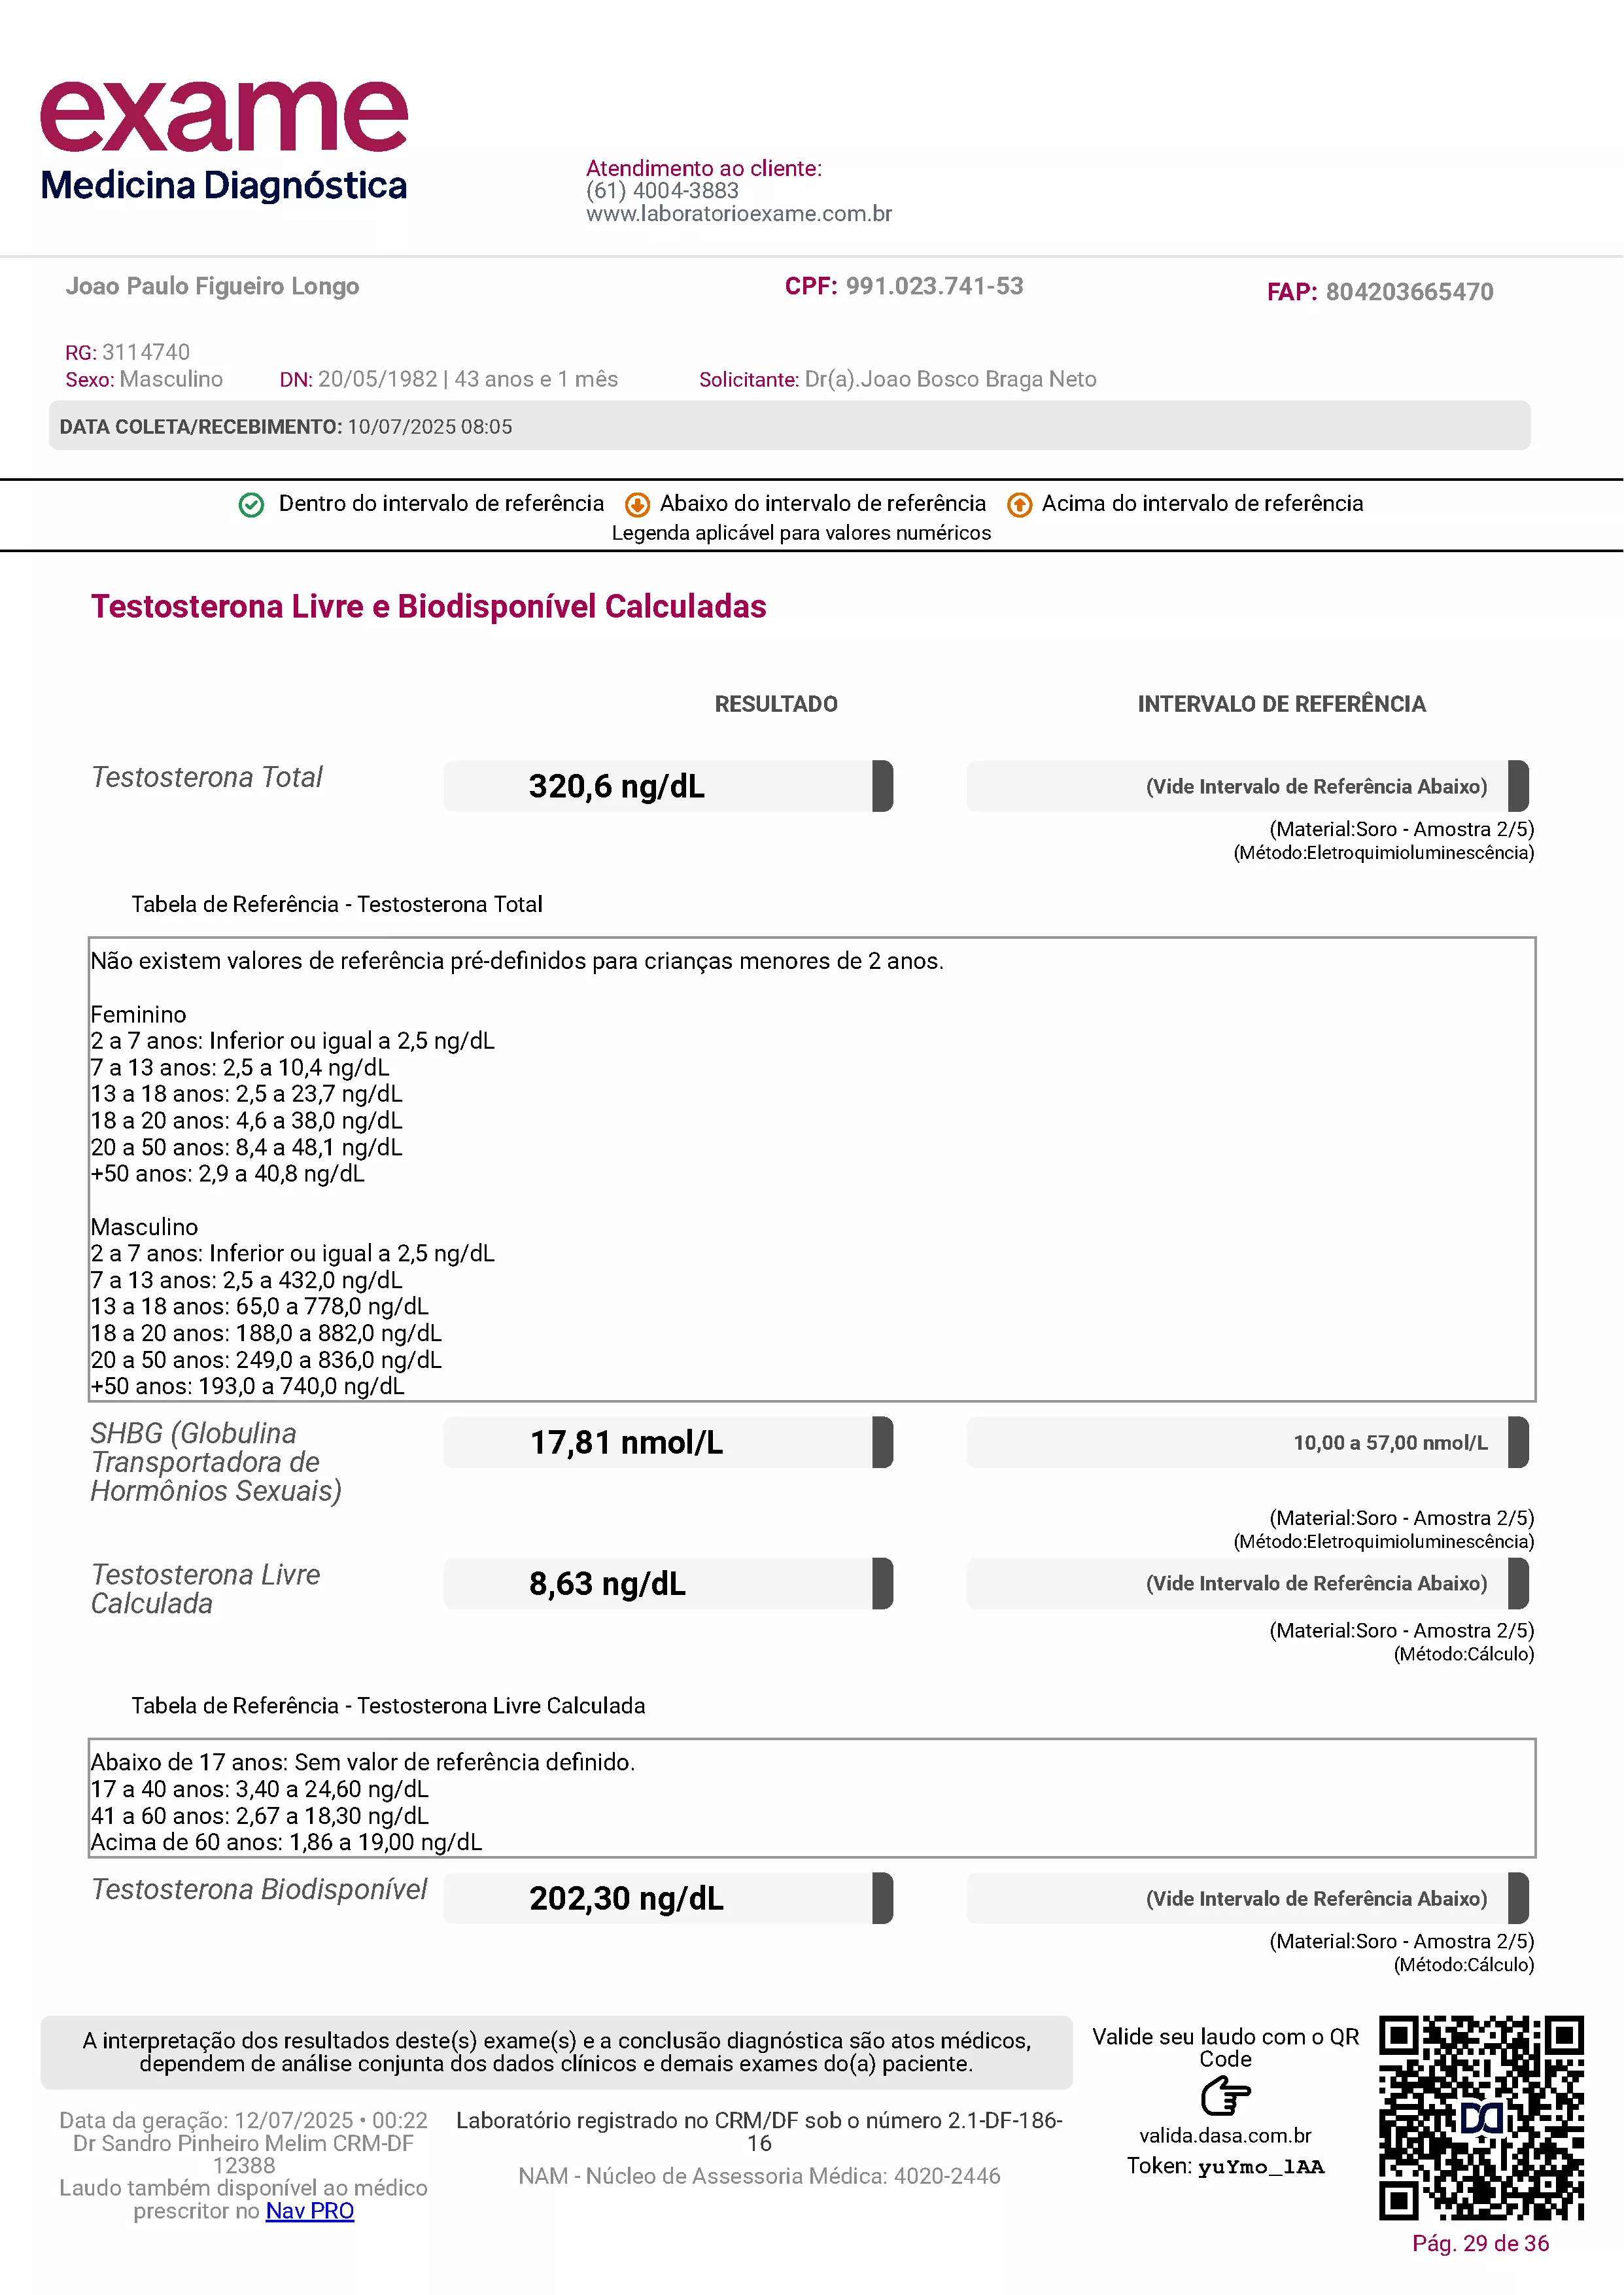 exame
Medicina Diagnóstica
Atendimento ao cliente:
(61) 4004-3883
www.laboratorioexame.com.br
Joao Paulo Figueiro Longo
CPF: 991.023.741-53
FAP: 804203665470
RG: 3114740
Sexo: Masculino
DN: 20/05/1982 | 43 anos e 1 mês
Solicitante: Dr(a).Joao Bosco Braga Neto
DATA COLETA/RECEBIMENTO: 10/07/2025 08:05
Dentro do intervalo de referência
Abaixo do intervalo de referência
Acima do intervalo de referência
Legenda aplicável para valores numéricos
Testosterona Livre e Biodisponível Calculadas
RESULTADO
INTERVALO DE REFERÊNCIA
Testosterona Total
320,6 ng/dL
(Vide Intervalo de Referência Abaixo)
(Material:Soro - Amostra 2/5)
(Método:Eletroquimioluminescência)
Tabela de Referência - Testosterona Total
Não existem valores de referência pré-definidos para crianças menores de 2 anos.
Feminino
2 a 7 anos: Inferior ou igual a 2,5 ng/dL
7 a 13 anos: 2,5 a 10,4 ng/dL
13 a 18 anos: 2,5 a 23,7 ng/dL
18 a 20 anos: 4,6 a 38,0 ng/dL
20 a 50 anos: 8,4 a 48,1 ng/dL
+50 anos: 2,9 a 40,8 ng/dL
Masculino
2 a 7 anos: Inferior ou igual a 2,5 ng/dL
7 a 13 anos: 2,5 a 432,0 ng/dL
13 a 18 anos: 65,0 a 778,0 ng/dL
18 a 20 anos: 188,0 a 882,0 ng/dL
20 a 50 anos: 249,0 a 836,0 ng/dL
+50 anos: 193,0 a 740,0 ng/dL
SHBG (Globulina
Transportadora de
Hormônios Sexuais)
17,81 nmol/L
10,00 a 57,00 nmol/L
(Material:Soro - Amostra 2/5)
(Método:Eletroquimioluminescência)
Testosterona Livre
Calculada
8,63 ng/dL
(Vide Intervalo de Referência Abaixo)
(Material:Soro - Amostra 2/5)
(Método:Cálculo)
Tabela de Referência - Testosterona Livre Calculada
Abaixo de 17 anos: Sem valor de referência definido.
17 a 40 anos: 3,40 a 24,60 ng/dL
41 a 60 anos: 2,67 a 18,30 ng/dL
Acima de 60 anos: 1,86 a 19,00 ng/dL
Testosterona Biodisponível
202,30 ng/dL
(Vide Intervalo de Referência Abaixo)
(Material:Soro - Amostra 2/5)
(Método:Cálculo)
A interpretação dos resultados deste(s) exame(s) e a conclusão diagnóstica são atos médicos,
dependem de análise conjunta dos dados clínicos e demais exames do(a) paciente.
Data da geração: 12/07/2025 • 00:22
Dr Sandro Pinheiro Melim CRM-DF
12388
Laudo também disponível ao médico
prescritor no Nav PRO
Laboratório registrado no CRM/DF sob o número 2.1-DF-186-
16
NAM - Núcleo de Assessoria Médica: 4020-2446
Valide seu laudo com o QR
Code
valida.dasa.com.br
Token: yuYmo_lAA
Pág. 29 de 36